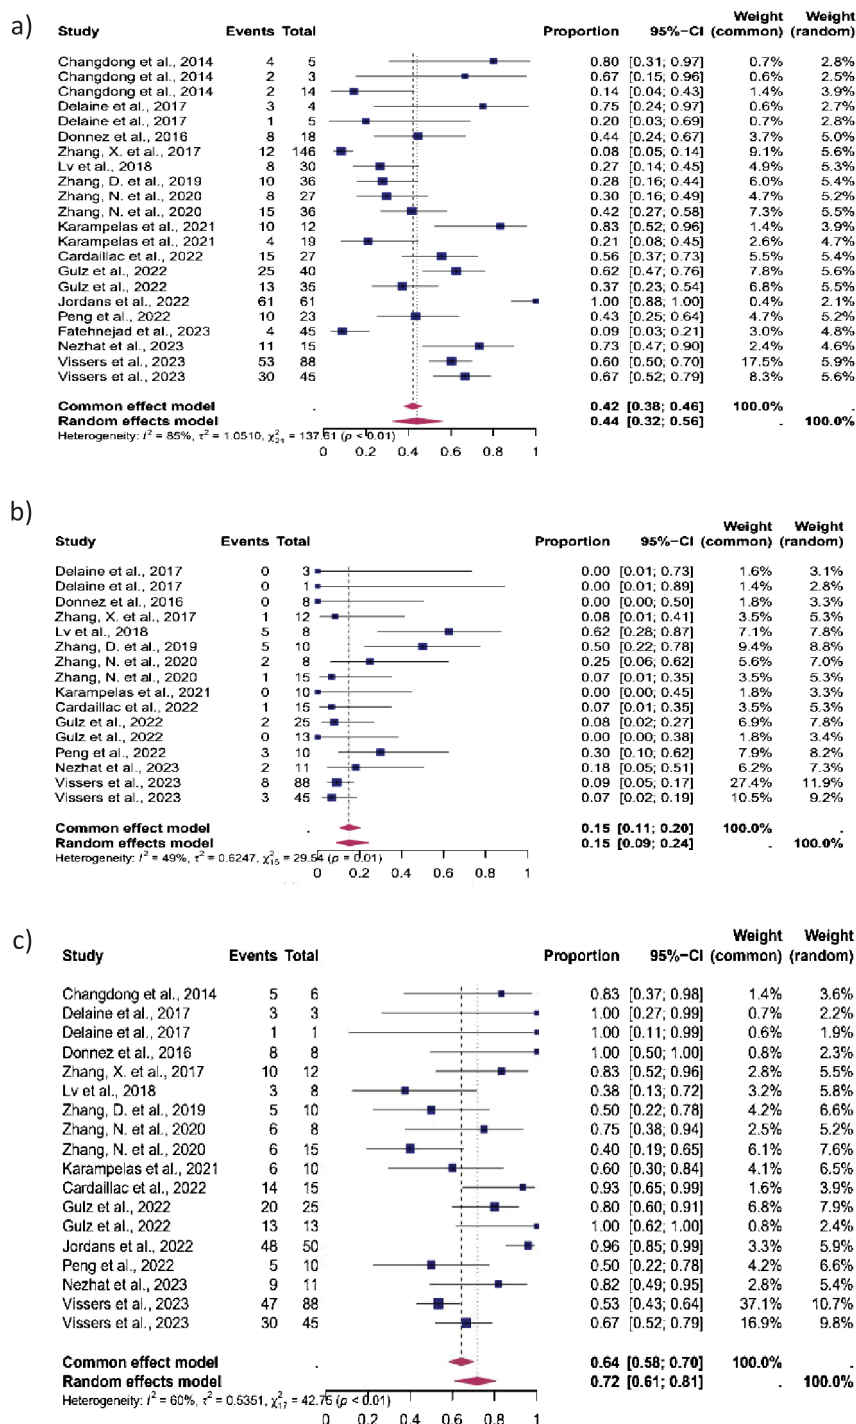 a)
Weight Weight
Study Events Total Proportion 95%−CI (common) (random)
Changdong et al., 2014 4 5 0.80 [0.31; 0.97] 0.7% 2.8%
Changdong et al., 2014 2 3 0.67 [0.15; 0.96] 0.6% 2.5%
Changdong et al., 2014 2 14 0.14 [0.04; 0.43] 1.4% 3.9%
Delaine et al., 2017 3 4 0.75 [0.24; 0.97] 0.6% 2.7%
Delaine et al., 2017 1 5 0.20 [0.03; 0.69] 0.7% 2.8%
Donnez et al., 2016 8 18 0.44 [0.24; 0.67] 3.7% 5.0%
Zhang, X. et al., 2017 12 146 0.08 [0.05; 0.14] 9.1% 5.6%
Lv et al., 2018 8 30 0.27 [0.14; 0.45] 4.9% 5.3%
Zhang, D. et al., 2019 10 36 0.28 [0.16; 0.44] 6.0% 5.4%
Zhang, N. et al., 2020 8 27 0.30 [0.16; 0.49] 4.7% 5.2%
Zhang, N. et al., 2020 15 36 0.42 [0.27; 0.58] 7.3% 5.5%
Karampelas et al., 2021 10 12 0.83 [0.52; 0.96] 1.4% 3.9%
Karampelas et al., 2021 4 19 0.21 [0.08; 0.45] 2.6% 4.7%
Cardaillac et al., 2022 15 27 0.56 [0.37; 0.73] 5.5% 5.4%
Gulz et al., 2022 25 40 0.62 [0.47; 0.76] 7.8% 5.6%
Gulz et al., 2022 13 35 0.37 [0.23; 0.54] 6.8% 5.5%
Jordans et al., 2022 61 61 1.00 [0.88; 1.00] 0.4% 2.1%
Peng et al., 2022 10 23 0.43 [0.25; 0.64] 4.7% 5.2%
Fatehnejad et al., 2023 4 45 0.09 [0.03; 0.21] 3.0% 4.8%
Nezhat et al., 2023 11 15 0.73 [0.47; 0.90] 2.4% 4.6%
Vissers et al., 2023 53 88 0.60 [0.50; 0.70] 17.5% 5.9%
Vissers et al., 2023 30 45 0.67 [0.52; 0.79] 8.3% 5.6%
Common effect model . 0.42 [0.38; 0.46] 100.0% .
Random effects model . 0.44 [0.32; 0.56] . 100.0%
Heterogeneity: I² = 85%, τ² = 1.0510, χ²₂₁ = 137.61 (p < 0.01)
0 0.2 0.4 0.6 0.8 1
b)
Weight Weight
Study Events Total Proportion 95%−CI (common) (random)
Delaine et al., 2017 0 3 0.00 [0.01; 0.73] 1.6% 3.1%
Delaine et al., 2017 0 1 0.00 [0.01; 0.89] 1.4% 2.8%
Donnez et al., 2016 0 8 0.00 [0.00; 0.50] 1.8% 3.3%
Zhang, X. et al., 2017 1 12 0.08 [0.01; 0.41] 3.5% 5.3%
Lv et al., 2018 5 8 0.62 [0.28; 0.87] 7.1% 7.8%
Zhang, D. et al., 2019 5 10 0.50 [0.22; 0.78] 9.4% 8.8%
Zhang, N. et al., 2020 2 8 0.25 [0.06; 0.62] 5.6% 7.0%
Zhang, N. et al., 2020 1 15 0.07 [0.01; 0.35] 3.5% 5.3%
Karampelas et al., 2021 0 10 0.00 [0.00; 0.45] 1.8% 3.3%
Cardaillac et al., 2022 1 15 0.07 [0.01; 0.35] 3.5% 5.3%
Gulz et al., 2022 2 25 0.08 [0.02; 0.27] 6.9% 7.8%
Gulz et al., 2022 0 13 0.00 [0.00; 0.38] 1.8% 3.4%
Peng et al., 2022 3 10 0.30 [0.10; 0.62] 7.9% 8.2%
Nezhat et al., 2023 2 11 0.18 [0.05; 0.51] 6.2% 7.3%
Vissers et al., 2023 8 88 0.09 [0.05; 0.17] 27.4% 11.9%
Vissers et al., 2023 3 45 0.07 [0.02; 0.19] 10.5% 9.2%
Common effect model . 0.15 [0.11; 0.20] 100.0% .
Random effects model . 0.15 [0.09; 0.24] . 100.0%
Heterogeneity: I² = 49%, τ² = 0.6247, χ²₁₅ = 29.54 (p = 0.01)
0 0.2 0.4 0.6 0.8 1
c)
Weight Weight
Study Events Total Proportion 95%−CI (common) (random)
Changdong et al., 2014 5 6 0.83 [0.37; 0.98] 1.4% 3.6%
Delaine et al., 2017 3 3 1.00 [0.27; 0.99] 0.7% 2.2%
Delaine et al., 2017 1 1 1.00 [0.11; 0.99] 0.6% 1.9%
Donnez et al., 2016 8 8 1.00 [0.50; 1.00] 0.8% 2.3%
Zhang, X. et al., 2017 10 12 0.83 [0.52; 0.96] 2.8% 5.5%
Lv et al., 2018 3 8 0.38 [0.13; 0.72] 3.2% 5.8%
Zhang, D. et al., 2019 5 10 0.50 [0.22; 0.78] 4.2% 6.6%
Zhang, N. et al., 2020 6 8 0.75 [0.38; 0.94] 2.5% 5.2%
Zhang, N. et al., 2020 6 15 0.40 [0.19; 0.65] 6.1% 7.6%
Karampelas et al., 2021 6 10 0.60 [0.30; 0.84] 4.1% 6.5%
Cardaillac et al., 2022 14 15 0.93 [0.65; 0.99] 1.6% 3.9%
Gulz et al., 2022 20 25 0.80 [0.60; 0.91] 6.8% 7.9%
Gulz et al., 2022 13 13 1.00 [0.62; 1.00] 0.8% 2.4%
Jordans et al., 2022 48 50 0.96 [0.85; 0.99] 3.3% 5.9%
Peng et al., 2022 5 10 0.50 [0.22; 0.78] 4.2% 6.6%
Nezhat et al., 2023 9 11 0.82 [0.49; 0.95] 2.8% 5.4%
Vissers et al., 2023 47 88 0.53 [0.43; 0.64] 37.1% 10.7%
Vissers et al., 2023 30 45 0.67 [0.52; 0.79] 16.9% 9.8%
Common effect model . 0.64 [0.58; 0.70] 100.0% .
Random effects model . 0.72 [0.61; 0.81] . 100.0%
Heterogeneity: I² = 60%, τ² = 0.5351, χ²₁₇ = 42.75 (p < 0.01)
0 0.2 0.4 0.6 0.8 1